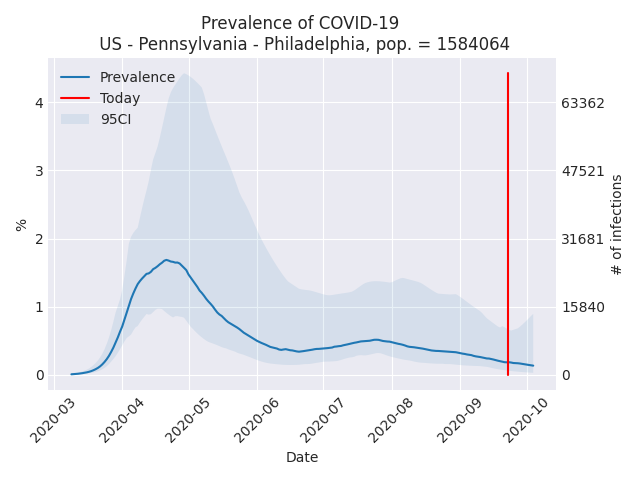 Prevalence of COVID-19
US - Pennsylvania - Philadelphia, pop. = 1584064
Prevalence
Today
95CI
%
4
3
2
1
0
63362
47521
31681
15840
0
# of infections
2020-03
2020-04
2020-05
2020-06
2020-07
2020-08
2020-09
2020-10
Date